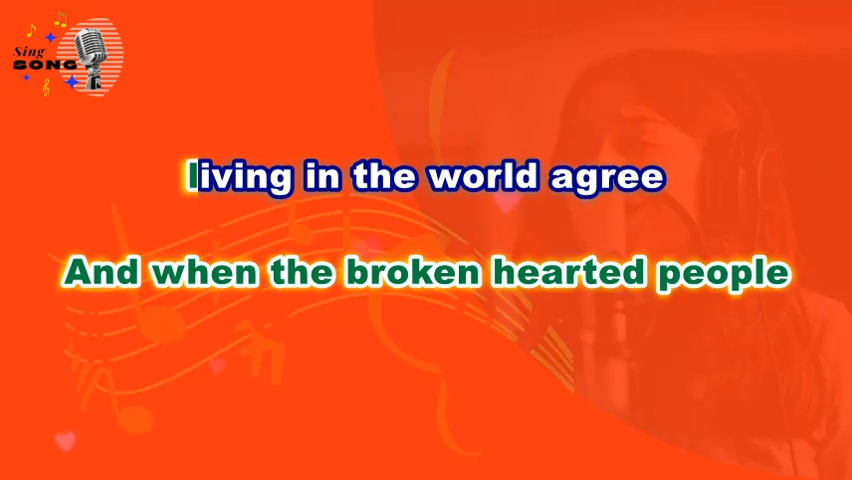 Sing
SONG
living in the world agree
And when the broken hearted people